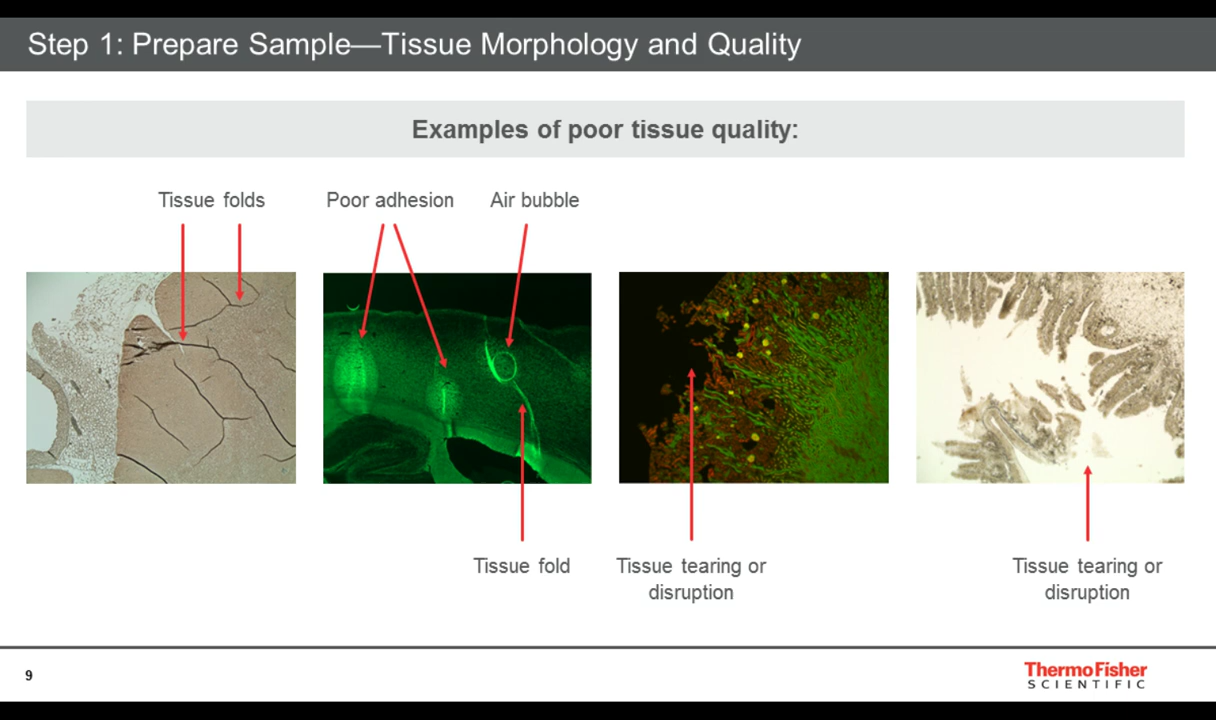 Step 1: Prepare Sample—Tissue Morphology and Quality
Examples of poor tissue quality:
Tissue folds
Poor adhesion
Air bubble
Tissue fold
Tissue tearing or
disruption
Tissue tearing or
disruption
9
ThermoFisher
SCIENTIFIC